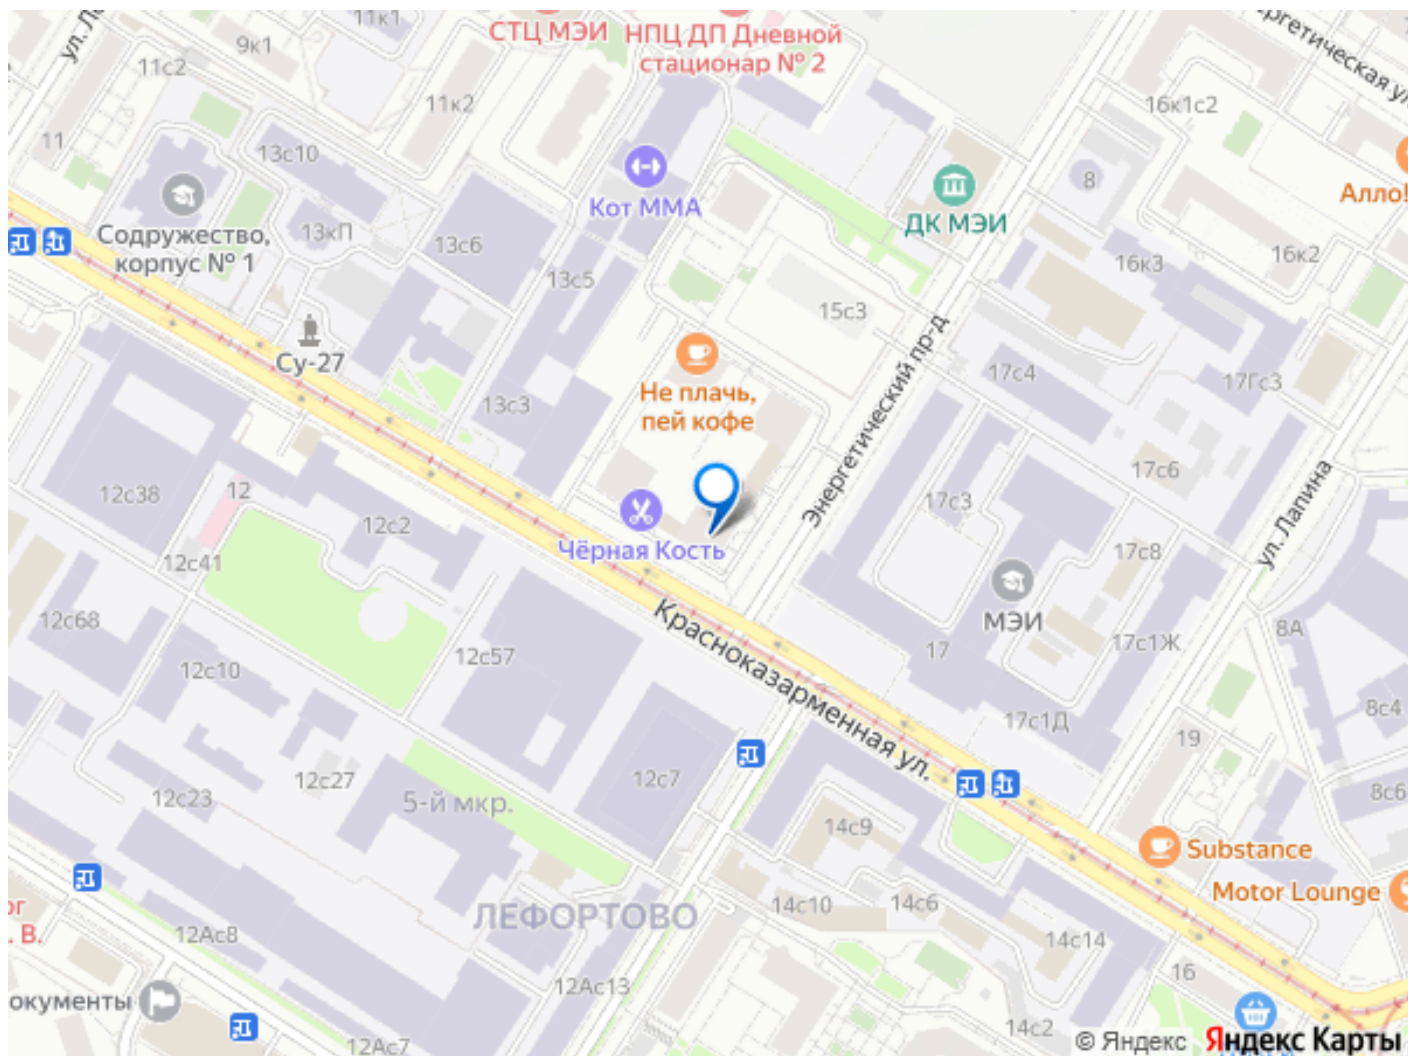 11к1
СТЦ МЭИ
НПЦ ДП Дневной
стационар № 2
9к1
11с2
11к2
16к1с2
11
13с10
8
Кот ММА
Алло!
ДК МЭИ
Содружество,
корпус № 1
13кП
13с6
16к3
16к2
13с5
15с3
Су-27
Не плачь,
пей кофе
Энергетический пр-д
17с4
17Гс3
13с3
12с38
12
12с2
17с3
17с6
ул. Лапина
Чёрная Кость
12с41
17с8
МЭИ
12с68
Красноказарменная ул.
8А
12с57
17
17с1Ж
12с10
17с1Д
8с4
19
12с27
12с7
12с23
5-й мкр.
8с6
14с9
Substance
Motor Lounge
ЛЕФОРТОВО
14с10
14с6
12Ас8
14с14
16
12Ас13
окументы
14с2
12Ас7
© Яндекс
Яндекс Карты